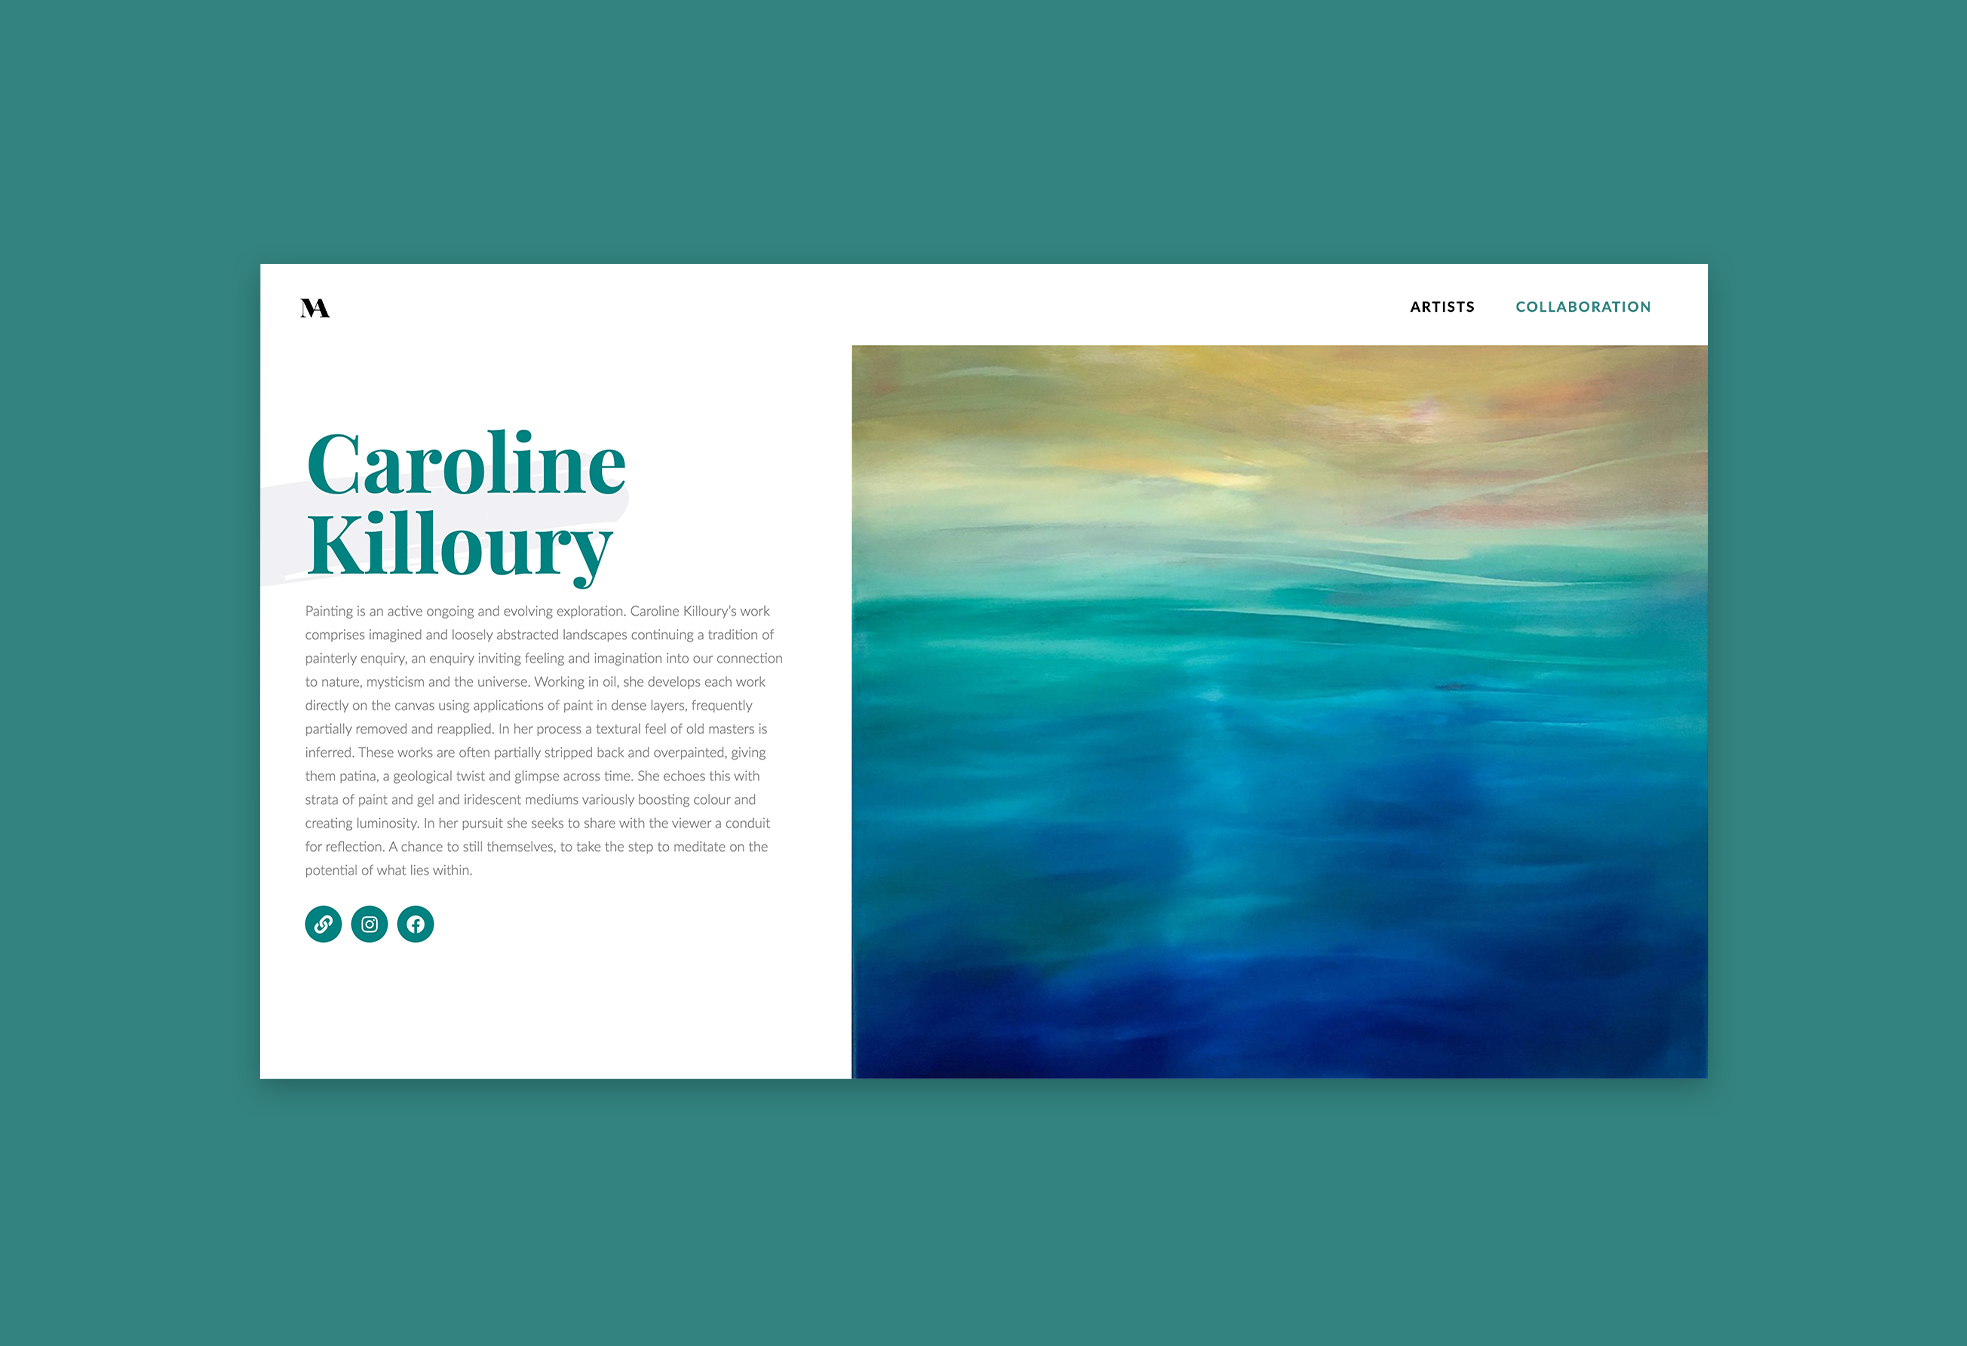 MA
ARTISTS COLLABORATION
Caroline
Killoury
Painting is an active ongoing and evolving exploration. Caroline Killoury's work
comprises imagined and loosely abstracted landscapes continuing a tradition of
painterly enquiry, an enquiry inviting feeling and imagination into our connection
to nature, mysticism and the universe. Working in oil, she develops each work
directly on the canvas using applications of paint in dense layers, frequently
partially removed and reapplied. In her process a textural feel of old masters is
inferred. These works are often partially stripped back and overpainted, giving
them patina, a geological twist and glimpse across time. She echoes this with
strata of paint and gel and iridescent mediums variously boosting colour and
creating luminosity. In her pursuit she seeks to share with the viewer a conduit
for reflection. A chance to still themselves, to take the step to meditate on the
potential of what lies within.